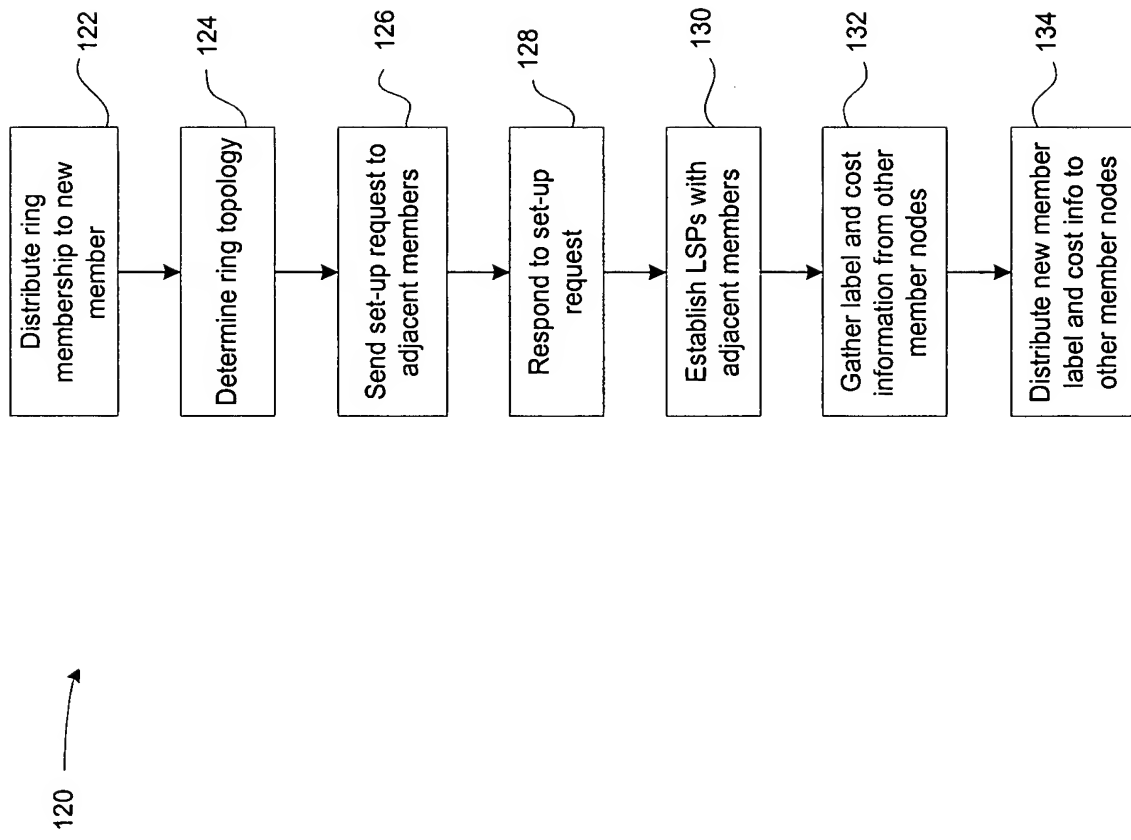 Distribute ring
membership to new
member
122
Determine ring topology
124
Send set-up request to
adjacent members
126
Respond to set-up
request
128
Establish LSPs with
adjacent members
130
Gather label and cost
information from other
member nodes
132
Distribute new member
label and cost info to
other member nodes
134
120